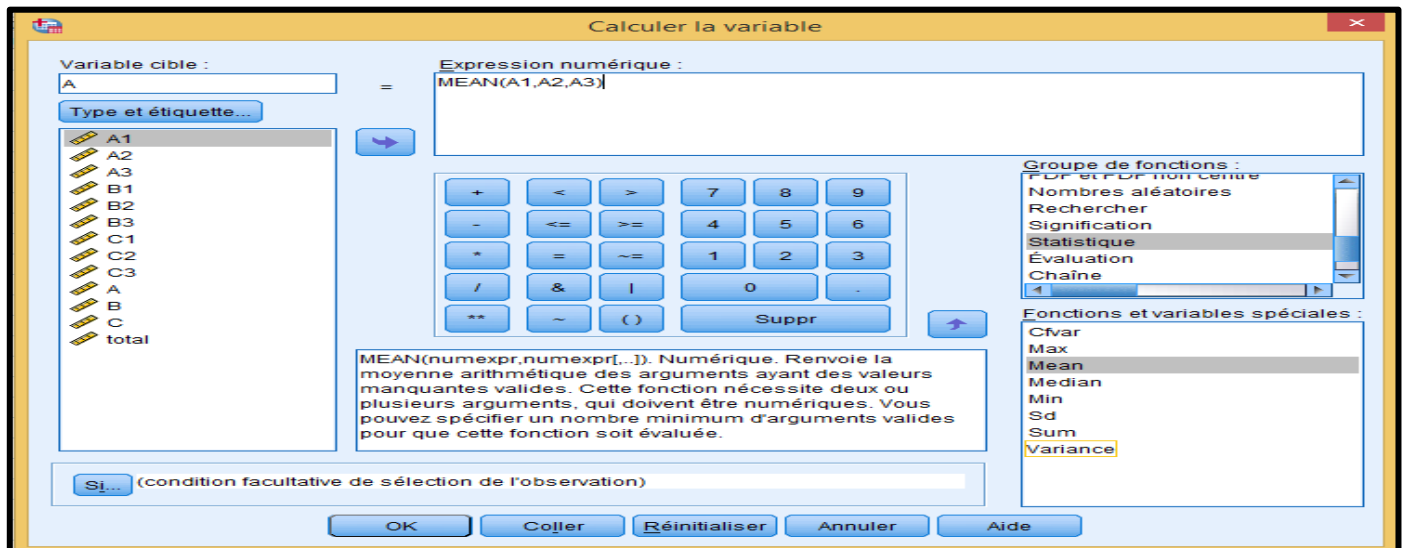 Calculer la variable
Variable cible :
A
=
Expression numérique :
MEAN(A1,A2,A3)
Type et étiquette...
A1
A2
A3
B1
B2
B3
C1
C2
C3
A
B
C
total
+ < > 7 8 9
- <= >= 4 5 6
* = ~= 1 2 3
/ & | 0 .
** ~ ( ) Suppr
Groupe de fonctions :
PDF et PDF non centré
Nombres aléatoires
Rechercher
Signification
Statistique
Évaluation
Chaîne
Fonctions et variables spéciales :
Cfvar
Max
Mean
Median
Min
Sd
Sum
Variance
MEAN(numexpr,numexpr[,..]). Numérique. Renvoie la
moyenne arithmétique des arguments ayant des valeurs
manquantes valides. Cette fonction nécessite deux ou
plusieurs arguments, qui doivent être numériques. Vous
pouvez spécifier un nombre minimum d'arguments valides
pour que cette fonction soit évaluée.
Si... (condition facultative de sélection de l'observation)
OK Coller Réinitialiser Annuler Aide